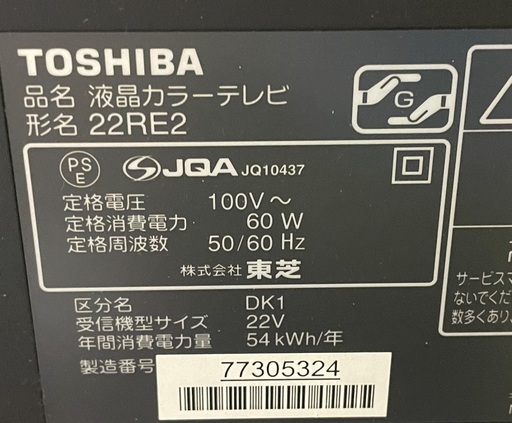 TOSHIBA
品名 液晶カラーテレビ
形名 22RE2
G
PS
E
JQA JQ10437
定格電圧 100V～
定格消費電力 60 W
定格周波数 50/60 Hz
株式会社 東芝
区分名 DK1
受信機型サイズ 22V
年間消費電力量 54 kWh/年
製造番号 77305324
サービスマ
ないでくだ
数多くあり、